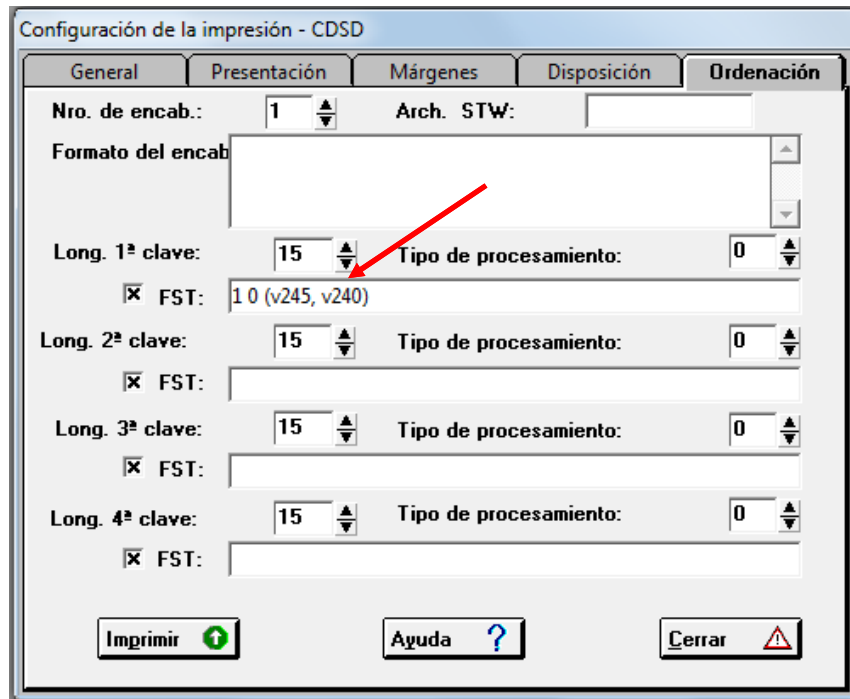 Configuración de la impresión - CDSD
General Presentación Márgenes Disposición Ordenación
Nro. de encab.: 1 Arch. STW:
Formato del encab
Long. 1ª clave: 15 Tipo de procesamiento: 0
FST: 1 0 (v245, v240)
Long. 2ª clave: 15 Tipo de procesamiento: 0
FST:
Long. 3ª clave: 15 Tipo de procesamiento: 0
FST:
Long. 4ª clave: 15 Tipo de procesamiento: 0
FST:
Imprimir Ayuda ? Cerrar